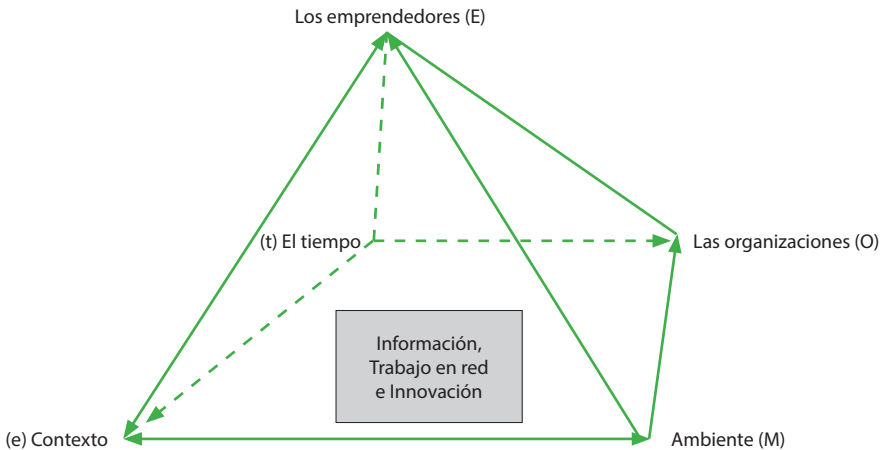 Los emprendedores (E)
(t) El tiempo
Las organizaciones (O)
Información,
Trabajo en red
e Innovación
(e) Contexto
Ambiente (M)